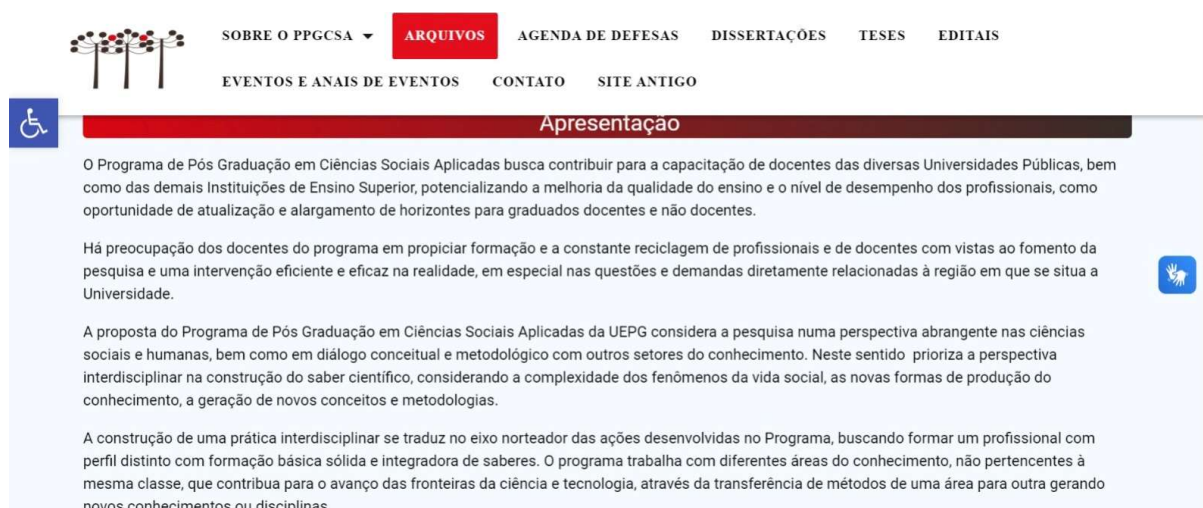 SOBRE O PPGCSA ARQUIVOS AGENDA DE DEFESAS DISSERTAÇÕES TESES EDITAIS
EVENTOS E ANAIS DE EVENTOS CONTATO SITE ANTIGO
Apresentação
O Programa de Pós Graduação em Ciências Sociais Aplicadas busca contribuir para a capacitação de docentes das diversas Universidades Públicas, bem
como das demais Instituições de Ensino Superior, potencializando a melhoria da qualidade do ensino e o nível de desempenho dos profissionais, como
oportunidade de atualização e alargamento de horizontes para graduados docentes e não docentes.
Há preocupação dos docentes do programa em propiciar formação e a constante reciclagem de profissionais e de docentes com vistas ao fomento da
pesquisa e uma intervenção eficiente e eficaz na realidade, em especial nas questões e demandas diretamente relacionadas à região em que se situa a
Universidade.
A proposta do Programa de Pós Graduação em Ciências Sociais Aplicadas da UEPG considera a pesquisa numa perspectiva abrangente nas ciências
sociais e humanas, bem como em diálogo conceitual e metodológico com outros setores do conhecimento. Neste sentido prioriza a perspectiva
interdisciplinar na construção do saber científico, considerando a complexidade dos fenômenos da vida social, as novas formas de produção do
conhecimento, a geração de novos conceitos e metodologias.
A construção de uma prática interdisciplinar se traduz no eixo norteador das ações desenvolvidas no Programa, buscando formar um profissional com
perfil distinto com formação básica sólida e integradora de saberes. O programa trabalha com diferentes áreas do conhecimento, não pertencentes à
mesma classe, que contribua para o avanço das fronteiras da ciência e tecnologia, através da transferência de métodos de uma área para outra gerando
novos conhecimentos ou disciplinas